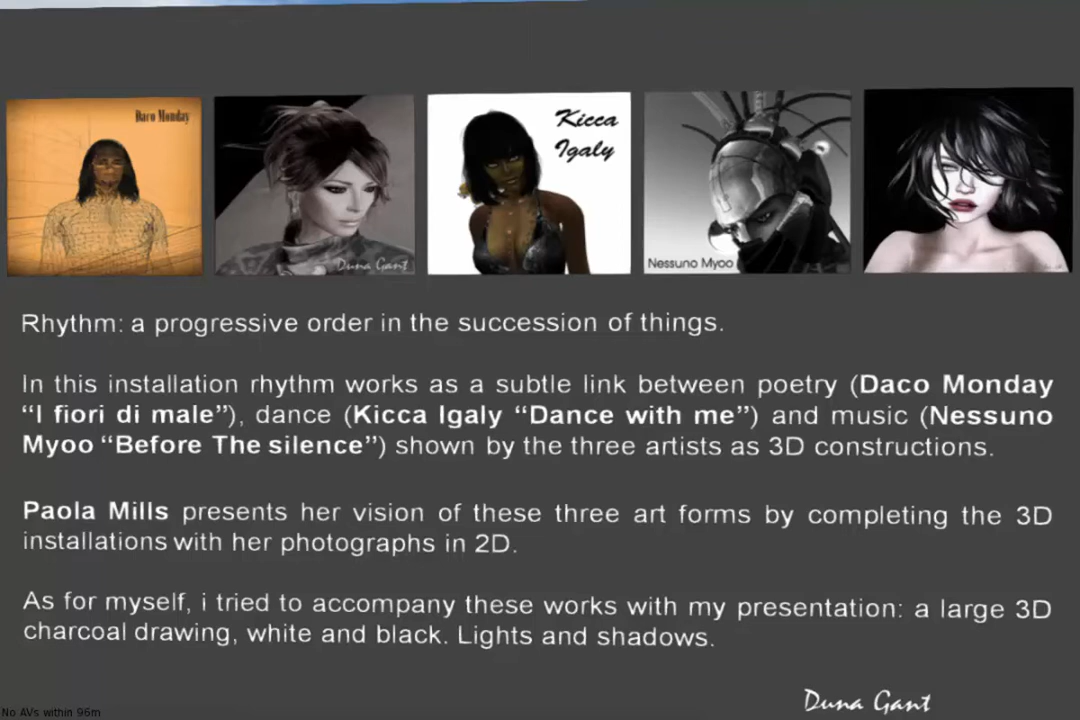 Daco Monday
Duna Gant
Kicca
Igaly
Nessuno Myoo
Rhythm: a progressive order in the succession of things.
In this installation rhythm works as a subtle link between poetry (Daco Monday
“I fiori di male”), dance (Kicca Igaly “Dance with me”) and music (Nessuno
Myoo “Before The silence”) shown by the three artists as 3D constructions.
Paola Mills presents her vision of these three art forms by completing the 3D
installations with her photographs in 2D.
As for myself, i tried to accompany these works with my presentation: a large 3D
charcoal drawing, white and black. Lights and shadows.
Duna Gant
No AVs within 96m